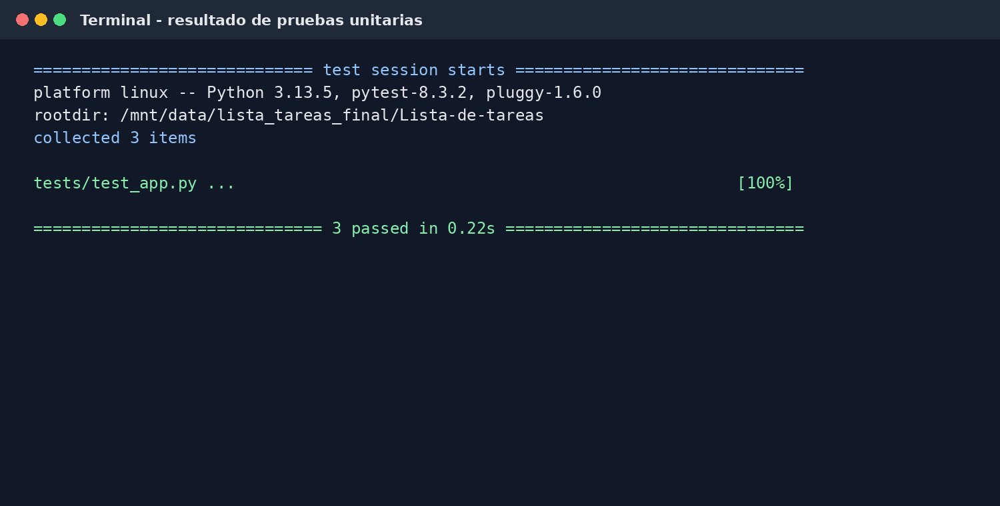 Terminal - resultado de pruebas unitarias
============================= test session starts ==============================
platform linux -- Python 3.13.5, pytest-8.3.2, pluggy-1.6.0
rootdir: /mnt/data/lista_tareas_final/Lista-de-tareas
collected 3 items
tests/test_app.py ... [100%]
============================== 3 passed in 0.22s ===============================